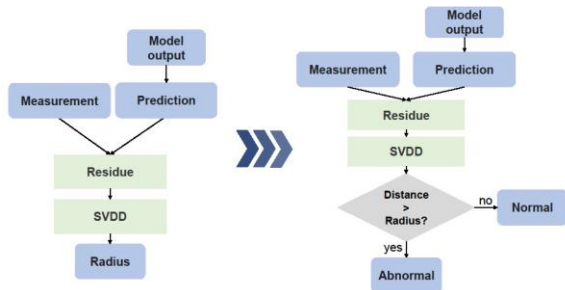 Model
output
Measurement
Prediction
Residue
SVDD
Radius
Model
output
Measurement
Prediction
Residue
SVDD
Distance
>
Radius?
no
Normal
yes
Abnormal